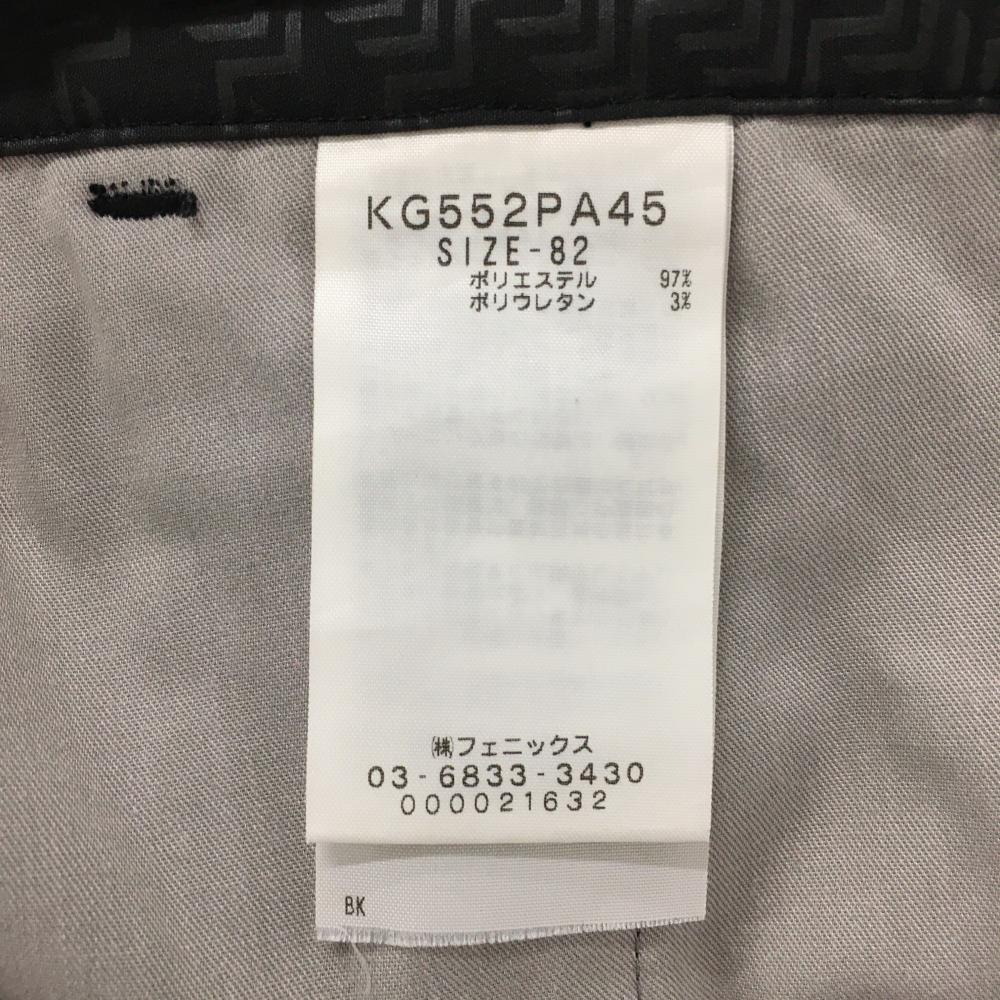 KG552PA45
SIZE-82
ポリエステル 97%
ポリウレタン 3%
㈱フェニックス
03-6833-3430
000021632
BK